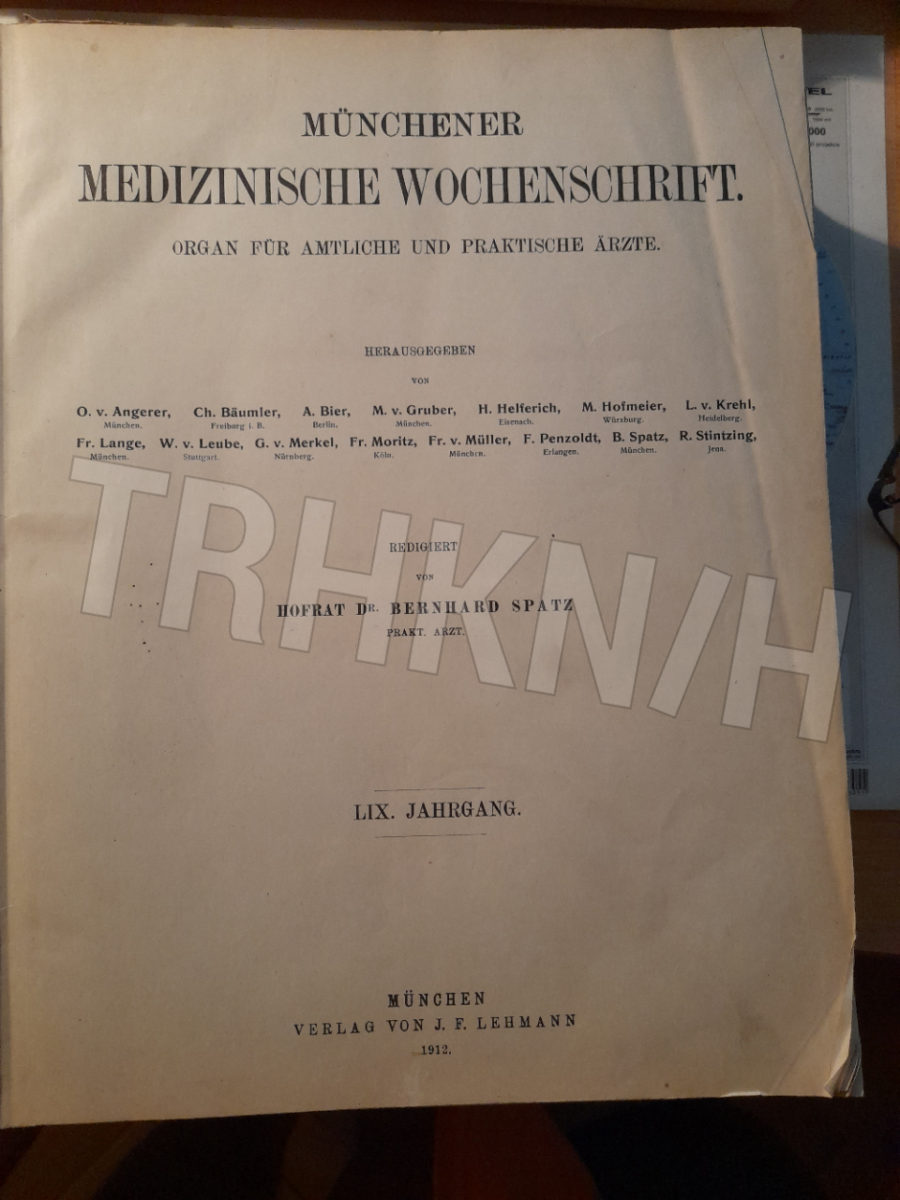 MÜNCHENER
MEDIZINISCHE WOCHENSCHRIFT.
ORGAN FÜR AMTLICHE UND PRAKTISCHE ÄRZTE.
HERAUSGEGEBEN
VON
O. v. Angerer, Ch. Bäumler, A. Bier, M. v. Gruber, H. Helferich, M. Hofmeier, L. v. Krehl,
München. Freiburg i. B. Berlin. München. Eisenach. Würzburg. Heidelberg.
Fr. Lange, W. v. Leube, G. v. Merkel, Fr. Moritz, Fr. v. Müller, F. Penzoldt, B. Spatz, R. Stintzing,
München. Stuttgart. Nürnberg. Köln. München. Erlangen. München. Jena.
TRHKN/H
REDIGIERT
VON
HOFRAT DR. BERNHARD SPATZ
PRAKT. ARZT.
LIX. JAHRGANG.
MÜNCHEN
VERLAG VON J. F. LEHMANN
1912.